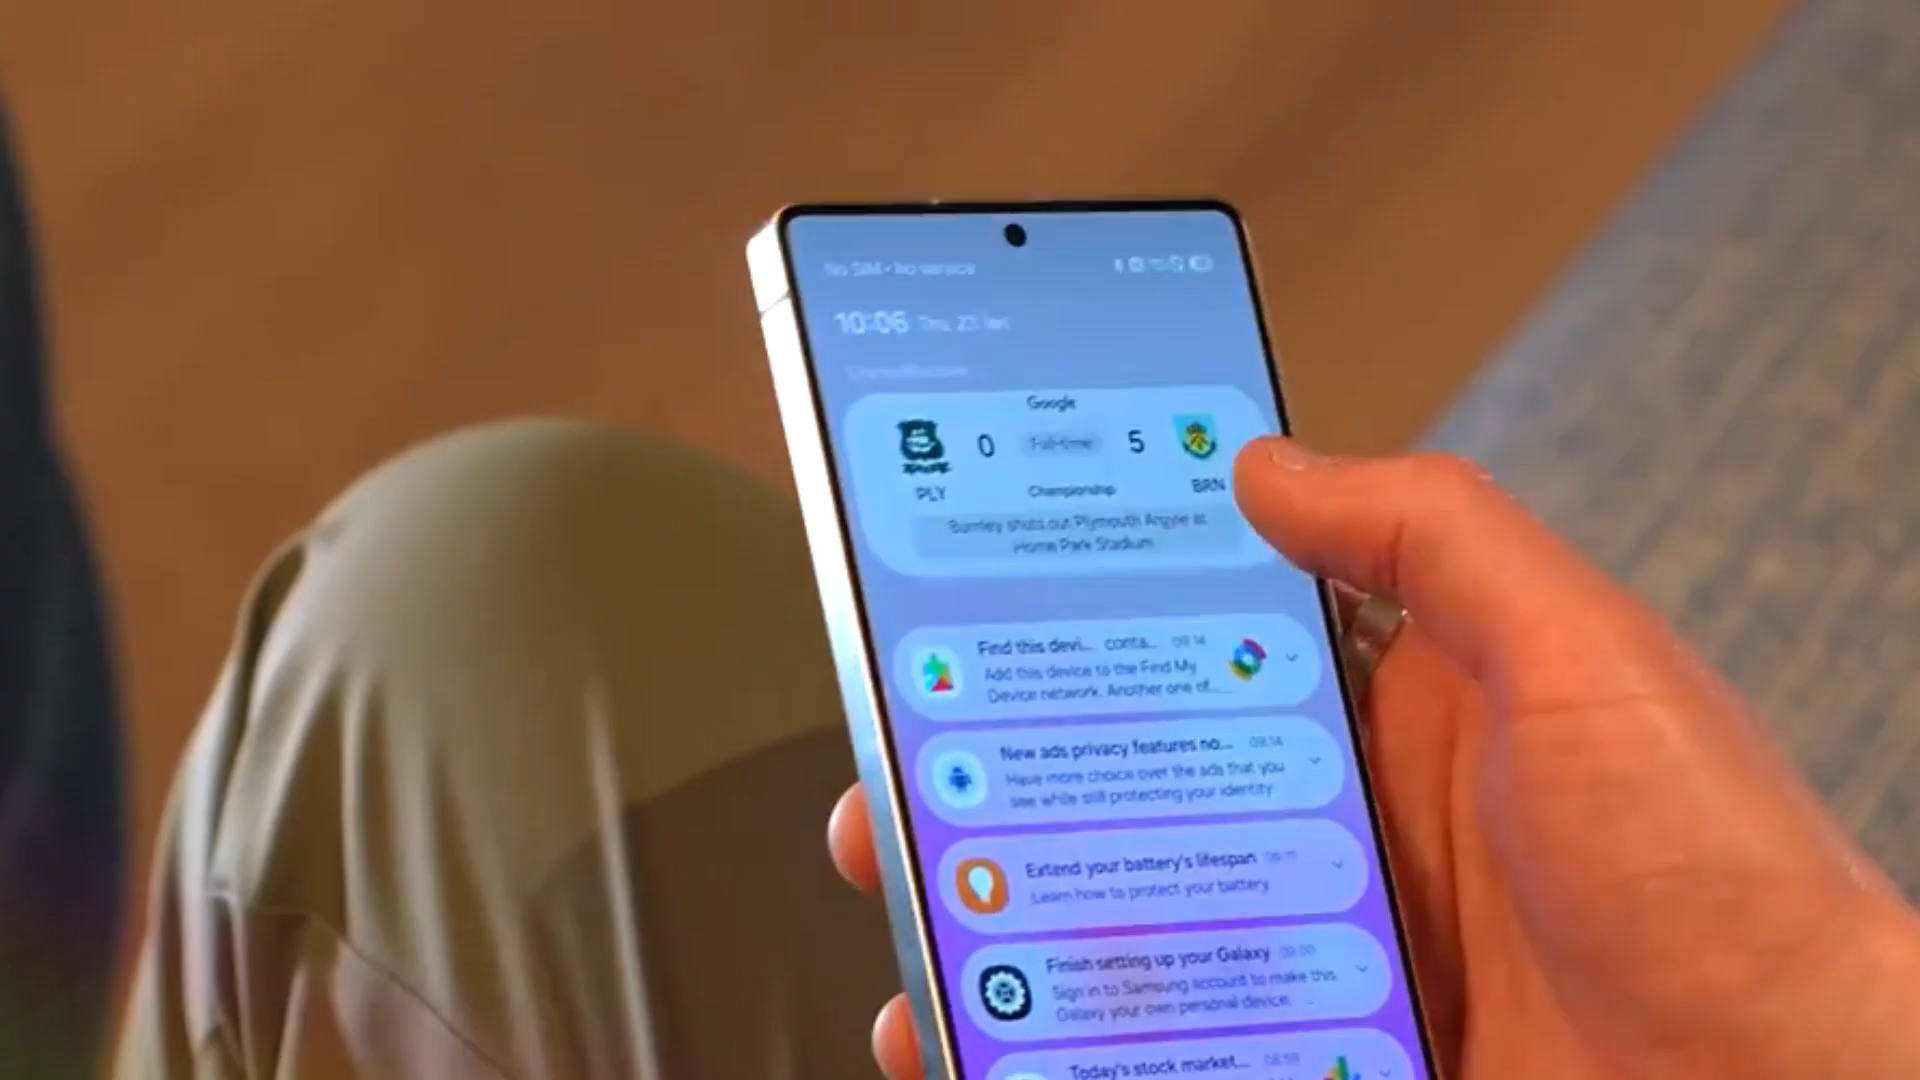 No SIM • No service
10:06 Thu, 23 Jan
Google
0 Full-time 5
PLY Championship BRN
Burnley shuts out Plymouth Argyle at
Home Park Stadium
Find this devi... conta... 09:14
Add this device to the Find My
Device network. Another one of...
New ads privacy features no... 09:14
Have more choice over the ads that you
see while still protecting your identity
Extend your battery's lifespan 09:11
Learn how to protect your battery.
Finish setting up your Galaxy 09:00
Sign in to Samsung account to make this
Galaxy your own personal device.
Today's stock market... 08:59